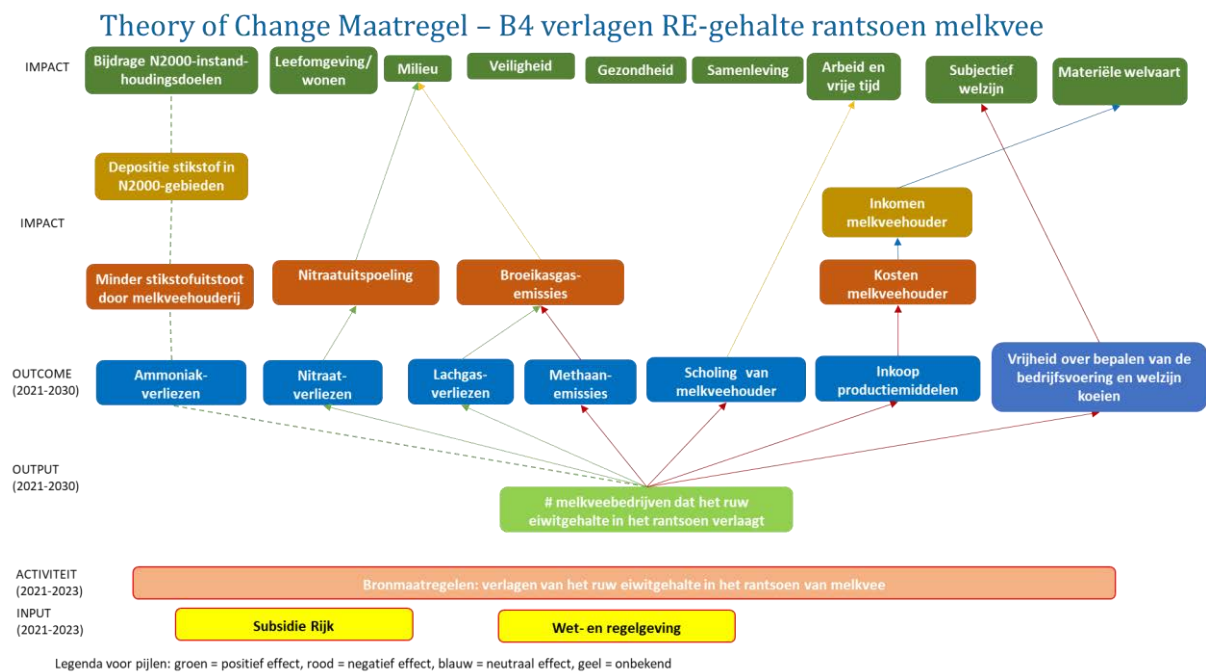 Theory of Change Maatregel – B4 verlagen RE-gehalte rantsoen melkvee
IMPACT
Bijdrage N2000-instand-
houdingsdoelen
Leefomgeving/
wonen
Milieu
Veiligheid
Gezondheid
Samenleving
Arbeid en
vrije tijd
Subjectief
welzijn
Materiële welvaart
Depositie stikstof in
N2000-gebieden
IMPACT
Inkomen
melkveehouder
Minder stikstofuitstoot
door melkveehouderij
Nitraatuitspoeling
Broeikasgas-
emissies
Kosten
melkveehouder
OUTCOME
(2021-2030)
Ammoniak-
verliezen
Nitraat-
verliezen
Lachgas-
verliezen
Methaan-
emissies
Scholing van
melkveehouder
Inkoop
productiemiddelen
Vrijheid over bepalen van de
bedrijfsvoering en welzijn
koeien
OUTPUT
(2021-2030)
# melkveebedrijven dat het ruw
eiwitgehalte in het rantsoen verlaagt
ACTIVITEIT
(2021-2023)
Bronmaatregelen: verlagen van het ruw eiwitgehalte in het rantsoen van melkvee
INPUT
(2021-2023)
Subsidie Rijk
Wet- en regelgeving
Legenda voor pijlen: groen = positief effect, rood = negatief effect, blauw = neutraal effect, geel = onbekend